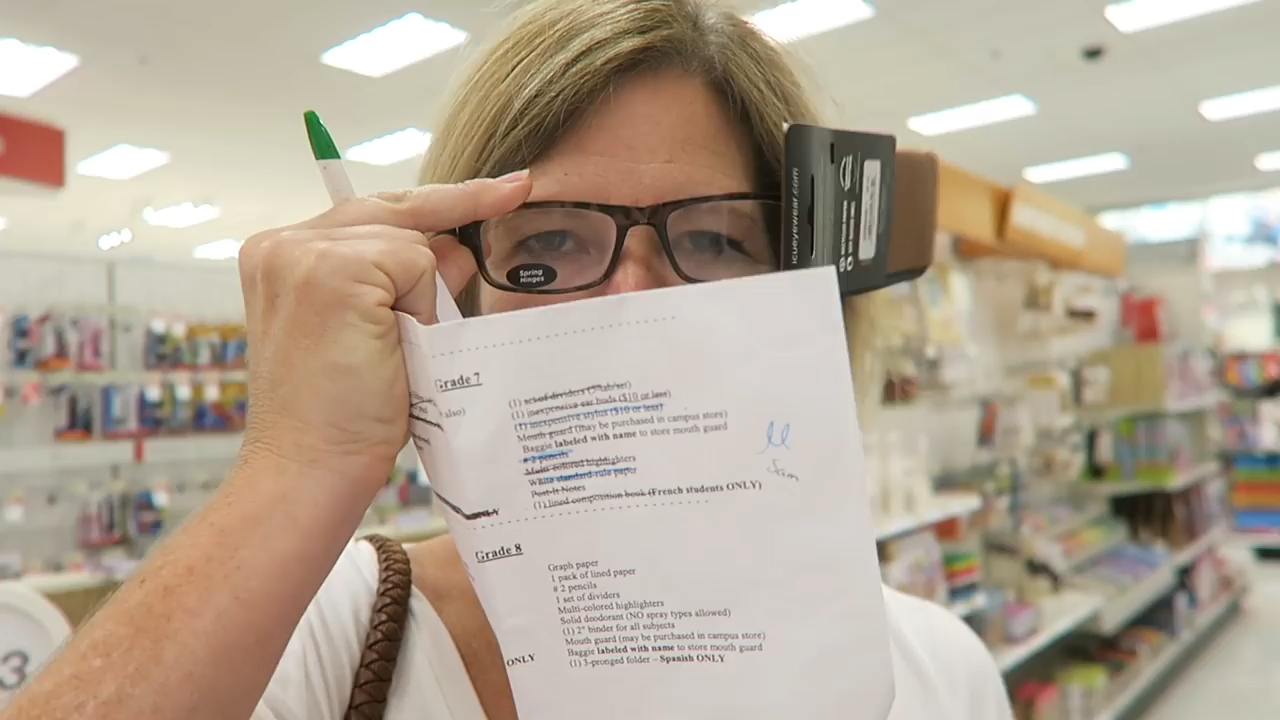 icueyewear.com
Spring
Hinges
Grade 7
also)
(1) set of dividers (5-tab/set)
(1) inexpensive ear buds ($10 or less)
(1) inexpensive stylus ($10 or less)
Mouth guard (may be purchased in campus store)
Baggie labeled with name to store mouth guard
# 2 pencils
Multi-colored highlighters
White standard rule paper
Post-It Notes
(1) lined composition book (French students ONLY)
ONLY
Sam
Grade 8
Graph paper
1 pack of lined paper
# 2 pencils
1 set of dividers
Multi-colored highlighters
Solid deodorant (NO spray types allowed)
(1) 2" binder for all subjects
Mouth guard (may be purchased in campus store)
Baggie labeled with name to store mouth guard
ONLY (1) 3-pronged folder – Spanish ONLY
3